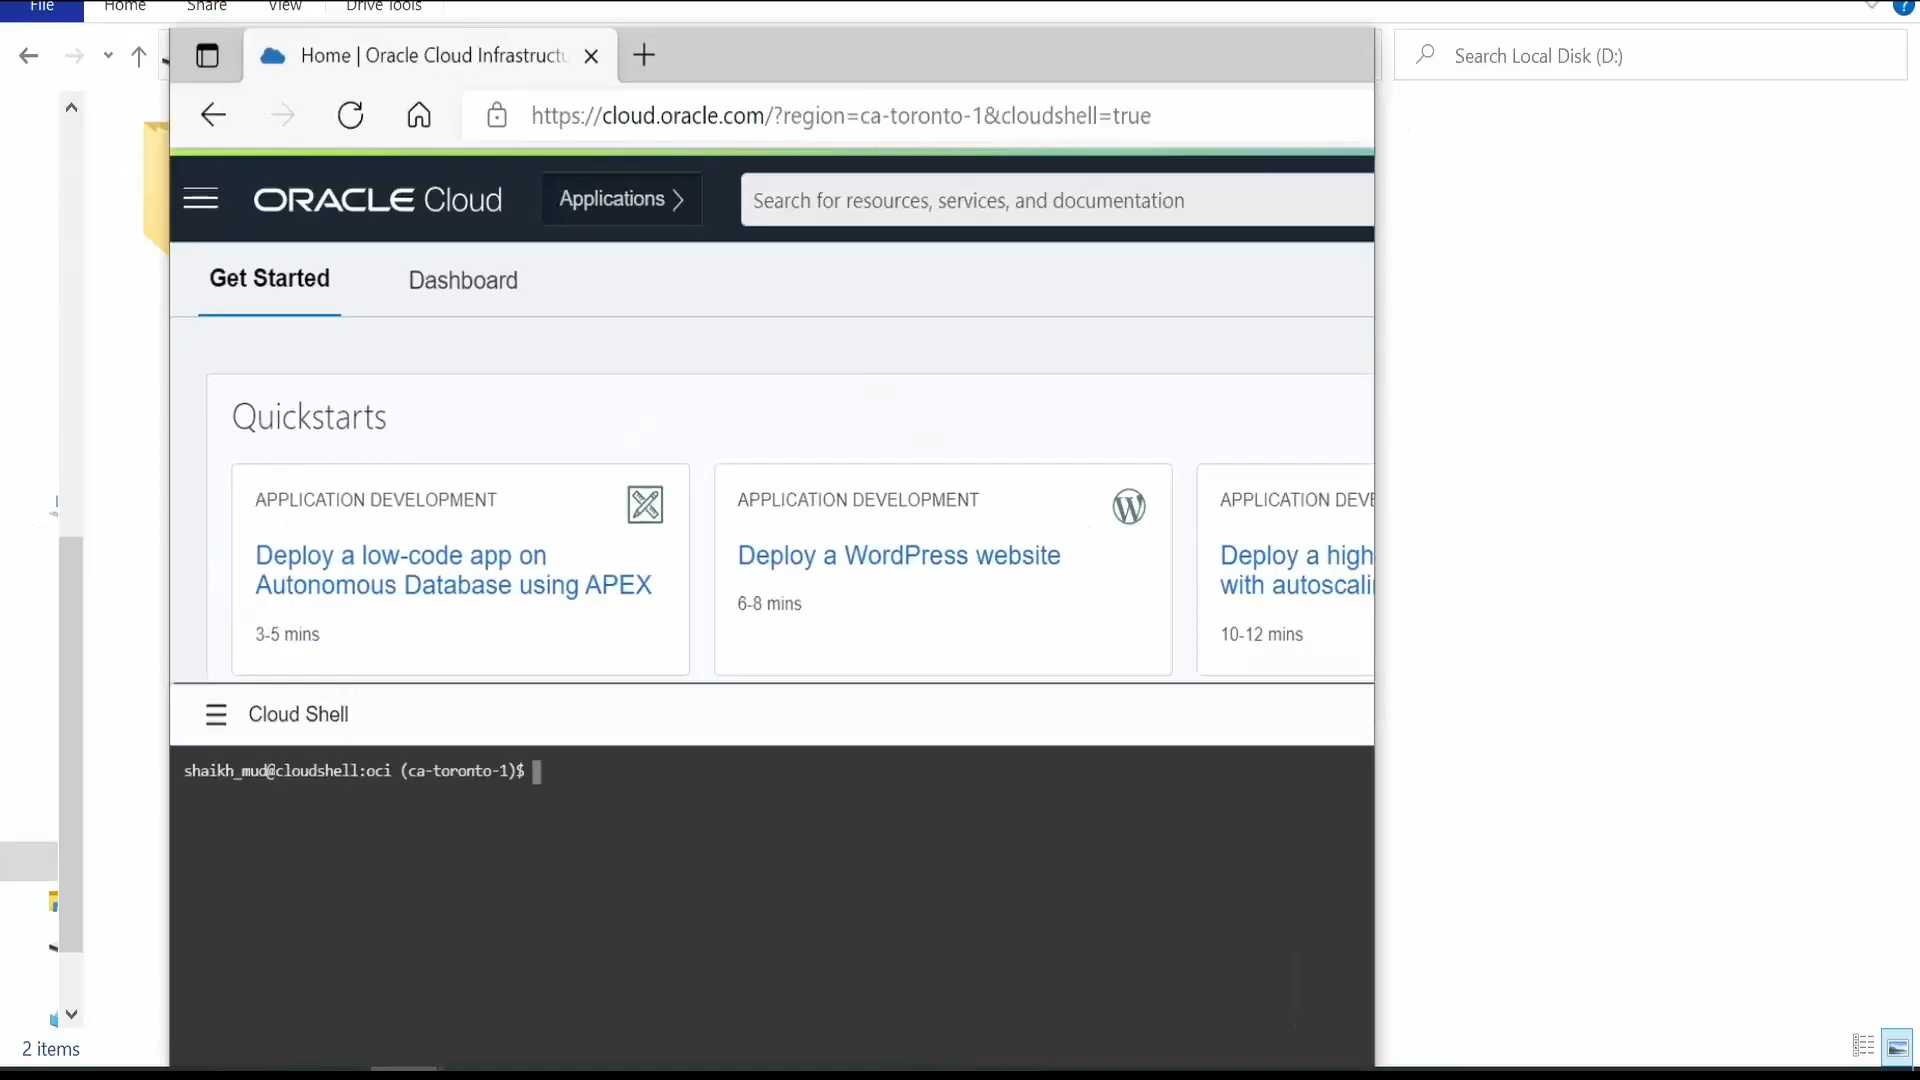 File Home Share View Drive Tools
Home | Oracle Cloud Infrastructu
Search Local Disk (D:)
https://cloud.oracle.com/?region=ca-toronto-1&cloudshell=true
ORACLE Cloud
Applications
Search for resources, services, and documentation
Get Started
Dashboard
Quickstarts
APPLICATION DEVELOPMENT
Deploy a low-code app on
Autonomous Database using APEX
3-5 mins
APPLICATION DEVELOPMENT
Deploy a WordPress website
6-8 mins
APPLICATION DEVE
Deploy a high
with autoscali
10-12 mins
Cloud Shell
shaikh_mud@cloudshell:oci (ca-toronto-1)$
2 items